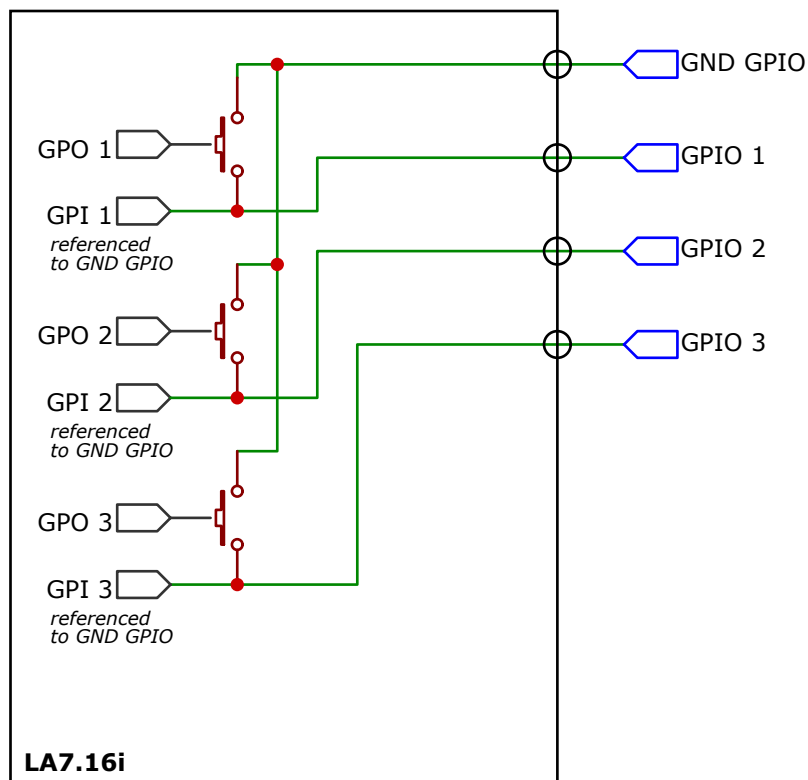 GND GPIO
GPO 1
GPIO 1
GPI 1
referenced
to GND GPIO
GPIO 2
GPO 2
GPIO 3
GPI 2
referenced
to GND GPIO
GPO 3
GPI 3
referenced
to GND GPIO
LA7.16i